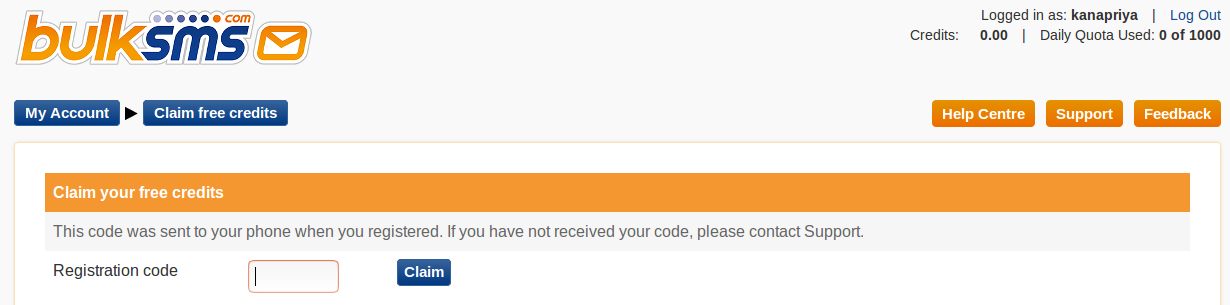 bulksms.com
Logged in as: kanapriya | Log Out
Credits: 0.00 | Daily Quota Used: 0 of 1000
My Account Claim free credits
Help Centre Support Feedback
Claim your free credits
This code was sent to your phone when you registered. If you have not received your code, please contact Support.
Registration code Claim